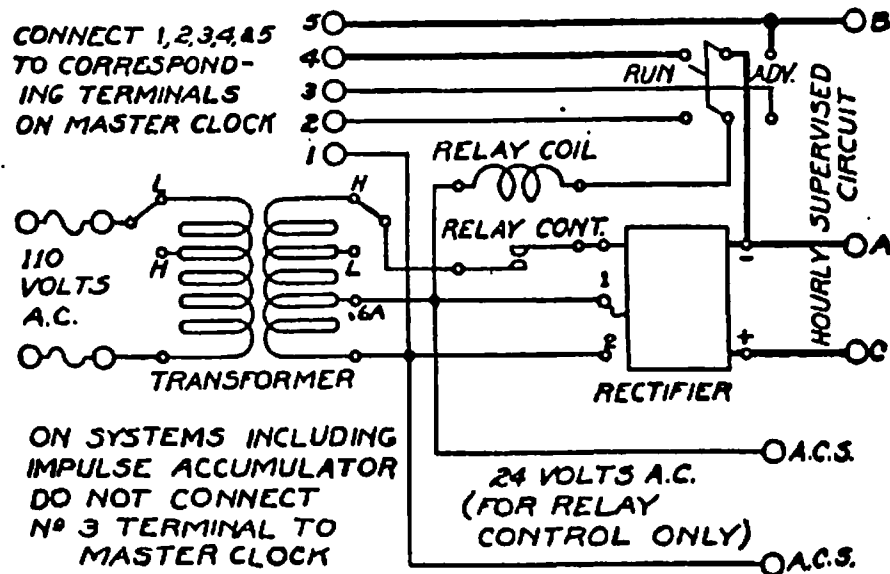 CONNECT 1,2,3,4,&5
TO CORRESPOND-
ING TERMINALS
ON MASTER CLOCK
5
4
3
2
1
B
RUN
ADV.
RELAY COIL
HOURLY SUPERVISED
CIRCUIT
L
H
H
L
.6A
110
VOLTS
A.C.
TRANSFORMER
RELAY CONT.
1
2
-
+
A
C
RECTIFIER
ON SYSTEMS INCLUDING
IMPULSE ACCUMULATOR
DO NOT CONNECT
Nº 3 TERMINAL TO
MASTER CLOCK
24 VOLTS A.C.
(FOR RELAY
CONTROL ONLY)
A.C.S.
A.C.S.